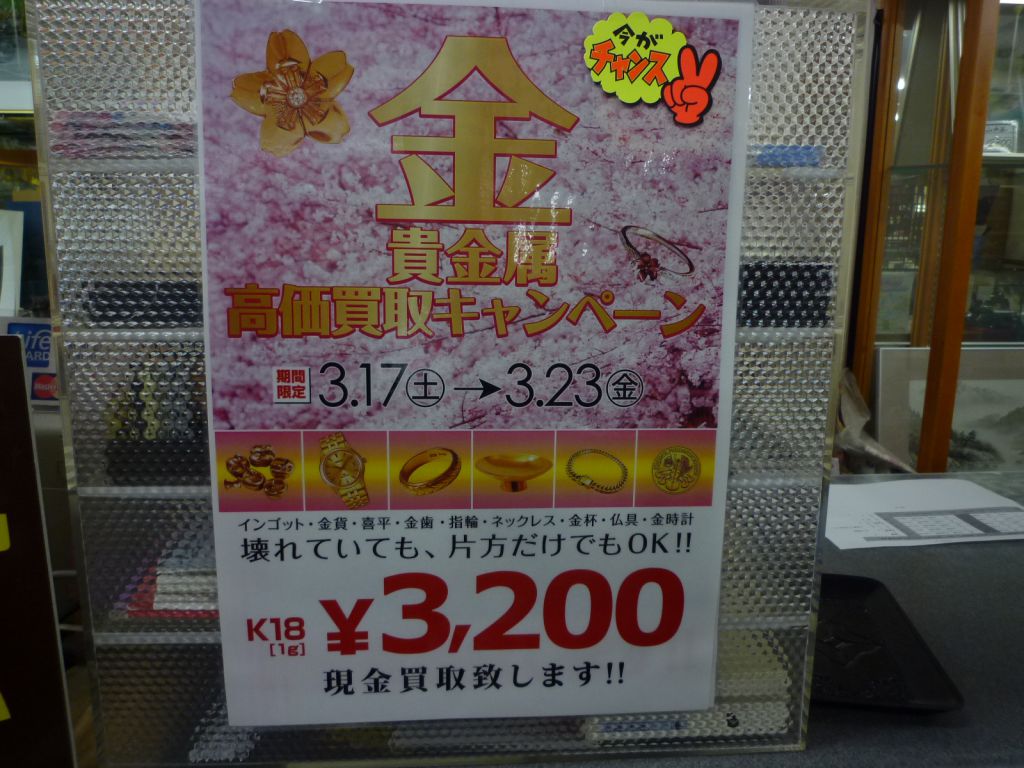 今が
チャンス
金
貴金属
高価買取キャンペーン
期間
限定
3.17(土)→3.23(金)
インゴット・金貨・喜平・金歯・指輪・ネックレス・金杯・仏具・金時計
壊れていても、片方だけでもOK!!
K18
[1g]
¥3,200
現金買取致します!!